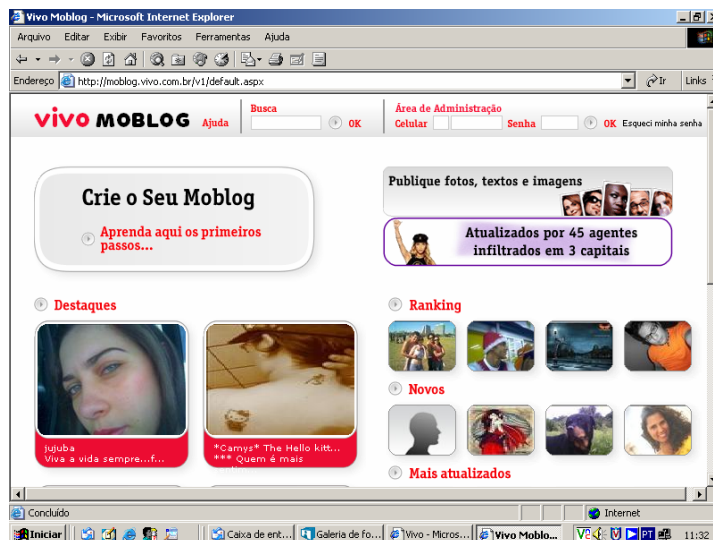 Vivo Moblog - Microsoft Internet Explorer
Arquivo Editar Exibir Favoritos Ferramentas Ajuda
Endereço http://moblog.vivo.com.br/v1/default.aspx Ir Links
vivo MOBLOG Ajuda
Busca
OK
Área de Administração
Celular Senha OK Esqueci minha senha
Crie o Seu Moblog
Aprenda aqui os primeiros
passos...
Publique fotos, textos e imagens
Atualizados por 45 agentes
infiltrados em 3 capitais
Destaques
jujuba
Viva a vida sempre...f...
*Camys* The Hello kitt...
*** Quem é mais
Ranking
Novos
Mais atualizados
Concluído Internet
Iniciar Caixa de ent... Galeria de fo... Vivo - Micros... Vivo Moblo... PT 11:32